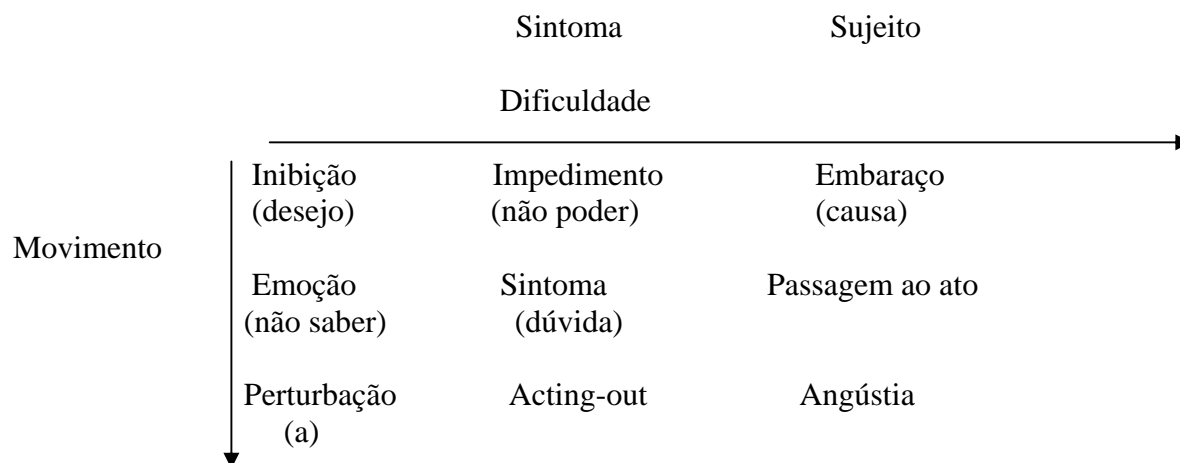 Sintoma Sujeito
Dificuldade
Inibição Impedimento Embaraço
(desejo) (não poder) (causa)
Movimento
Emoção Sintoma Passagem ao ato
(não saber) (dúvida)
Perturbação Acting-out Angústia
(a)